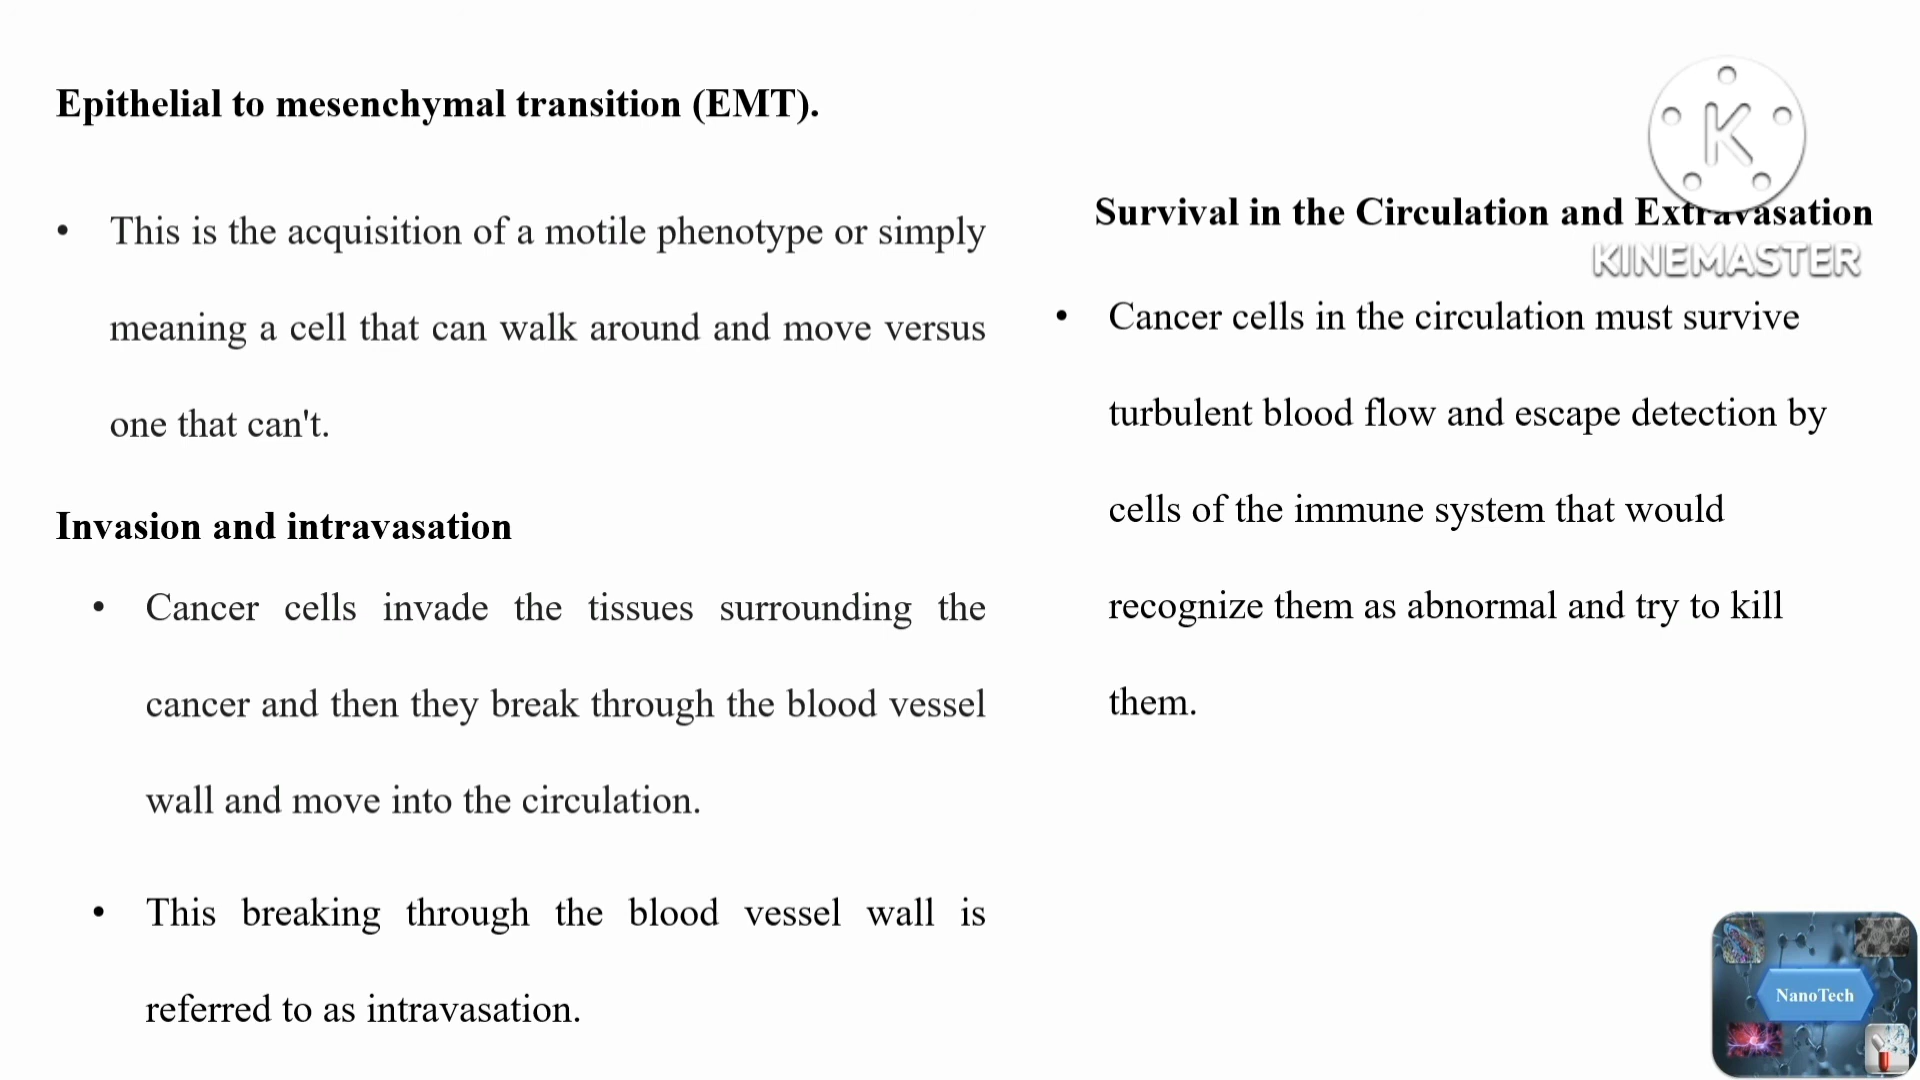 Epithelial to mesenchymal transition (EMT).
• This is the acquisition of a motile phenotype or simply
meaning a cell that can walk around and move versus
one that can't.
Invasion and intravasation
• Cancer cells invade the tissues surrounding the
cancer and then they break through the blood vessel
wall and move into the circulation.
• This breaking through the blood vessel wall is
referred to as intravasation.
K
Survival in the Circulation and Extravasation
KINEMASTER
• Cancer cells in the circulation must survive
turbulent blood flow and escape detection by
cells of the immune system that would
recognize them as abnormal and try to kill
them.
NanoTech